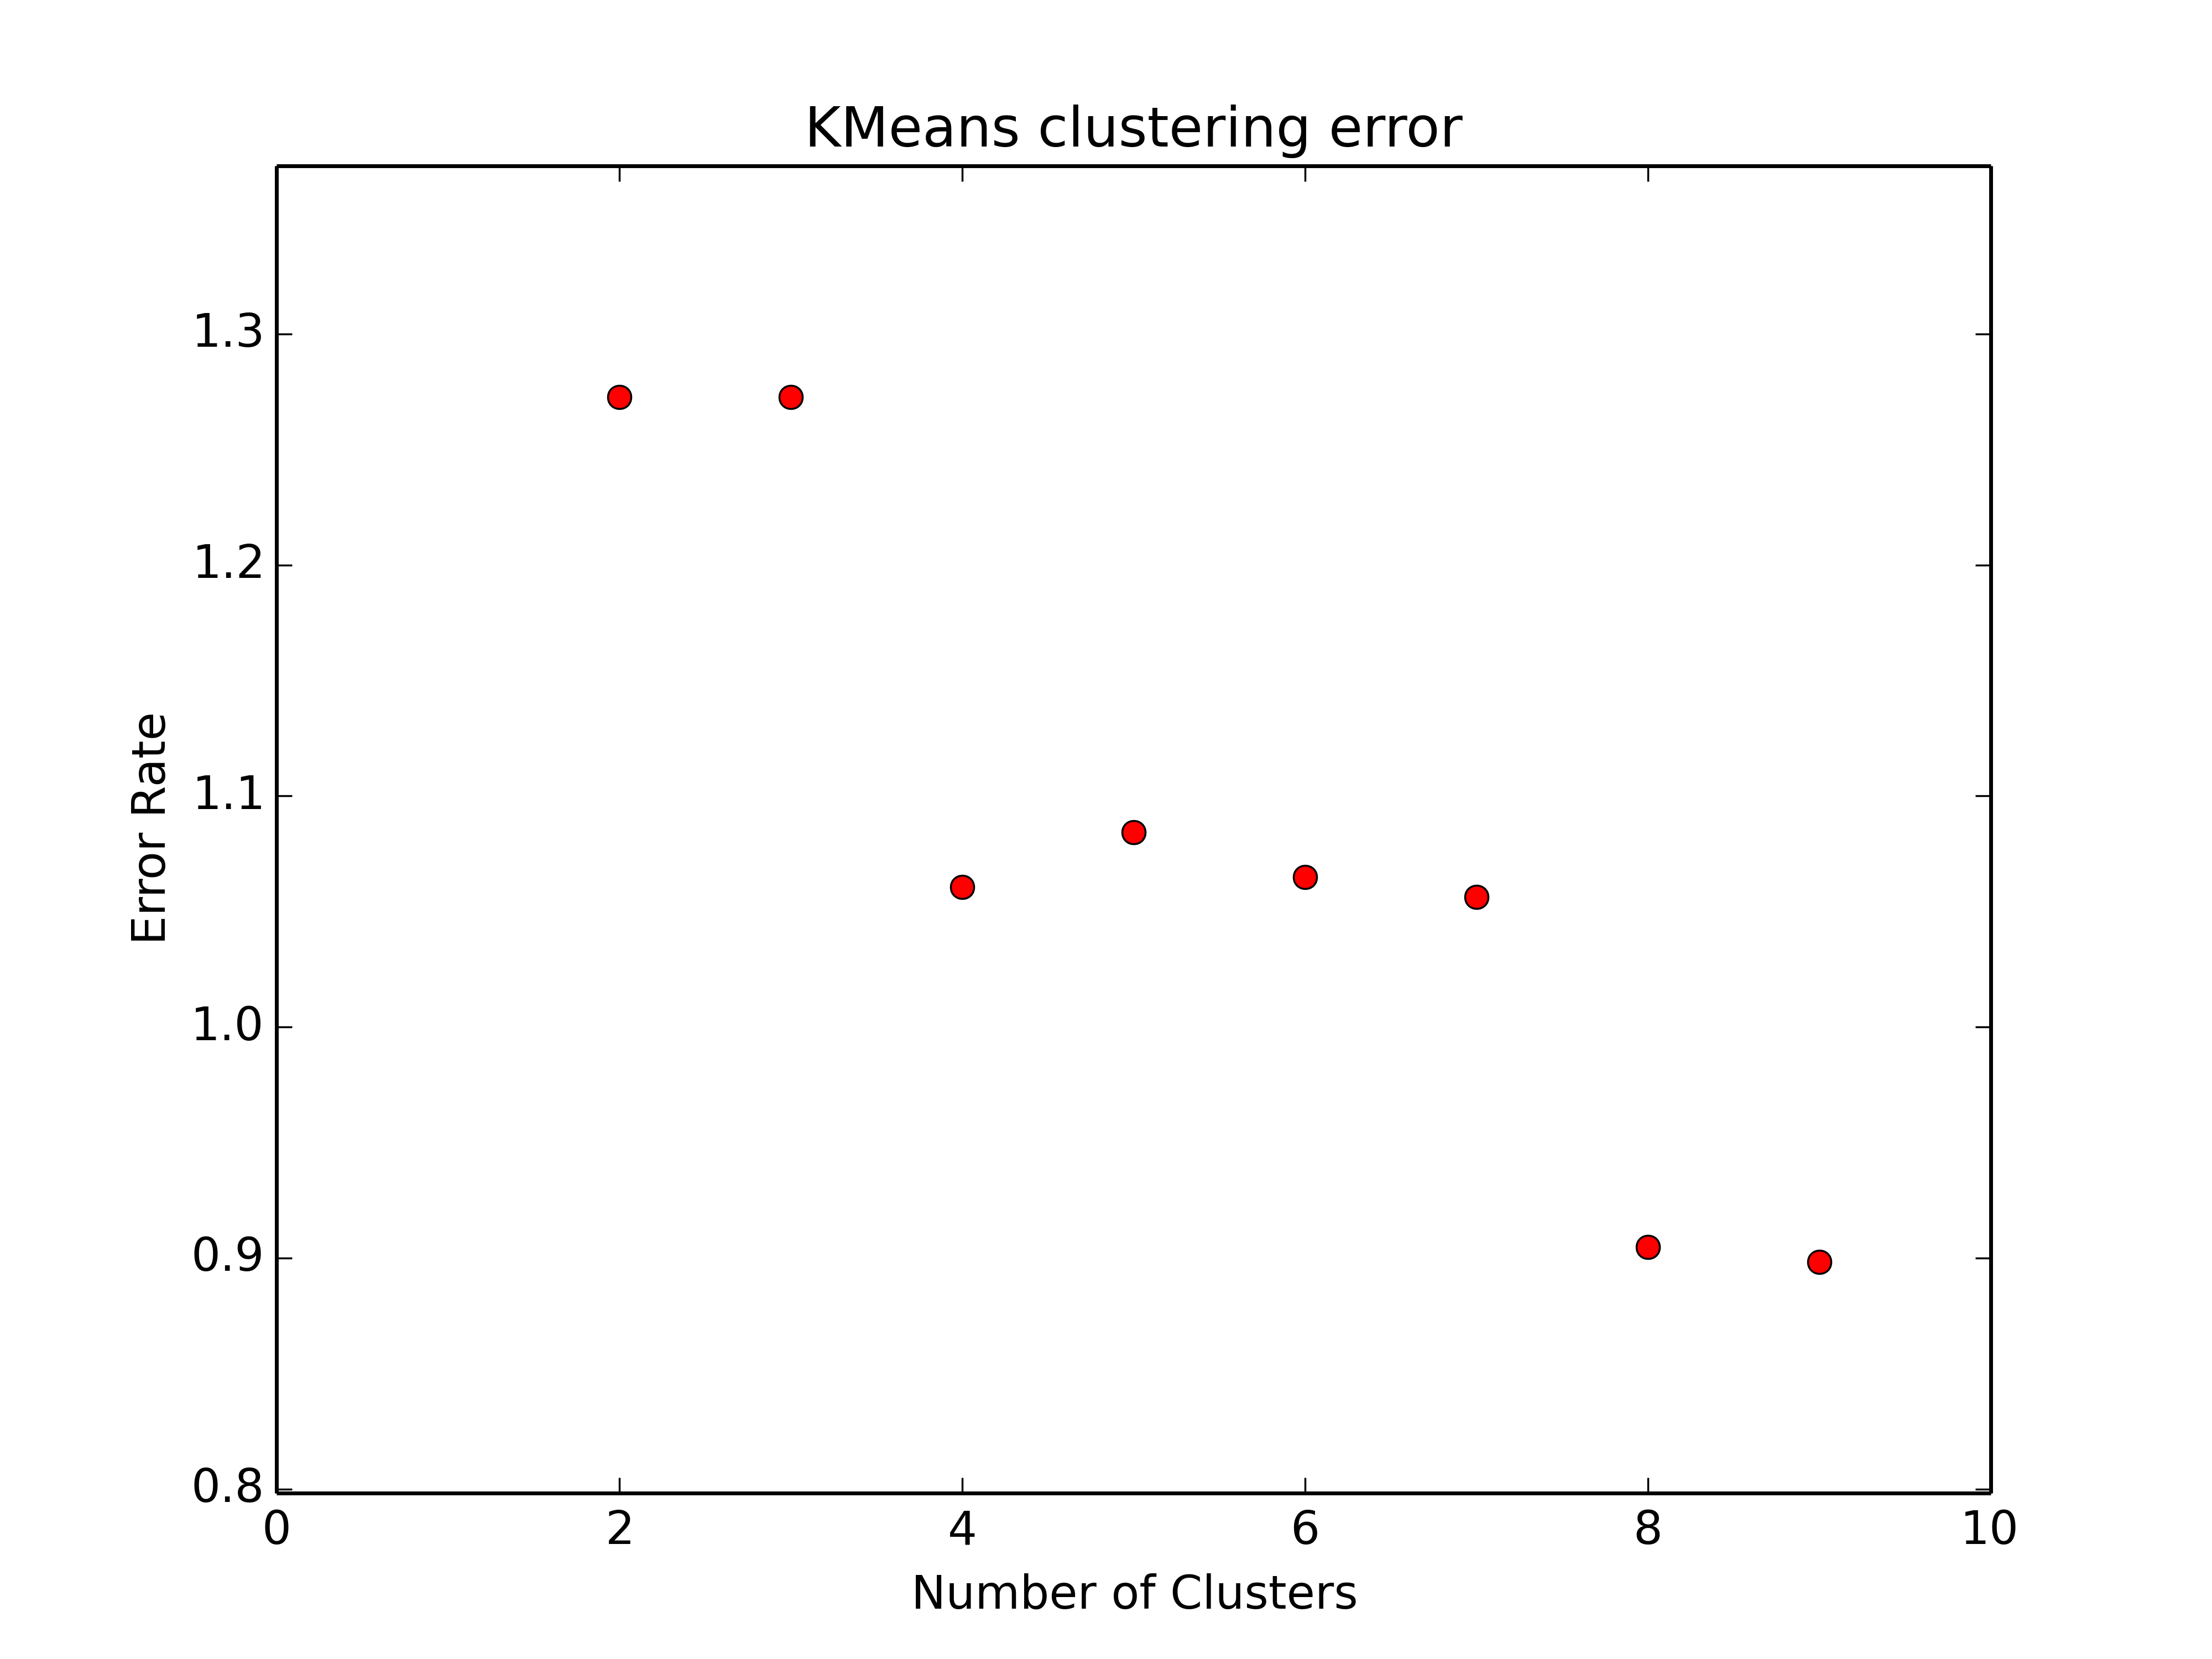 KMeans clustering error
1.3
1.2
1.1
1.0
0.9
0.8
Error Rate
0 2 4 6 8 10
Number of Clusters